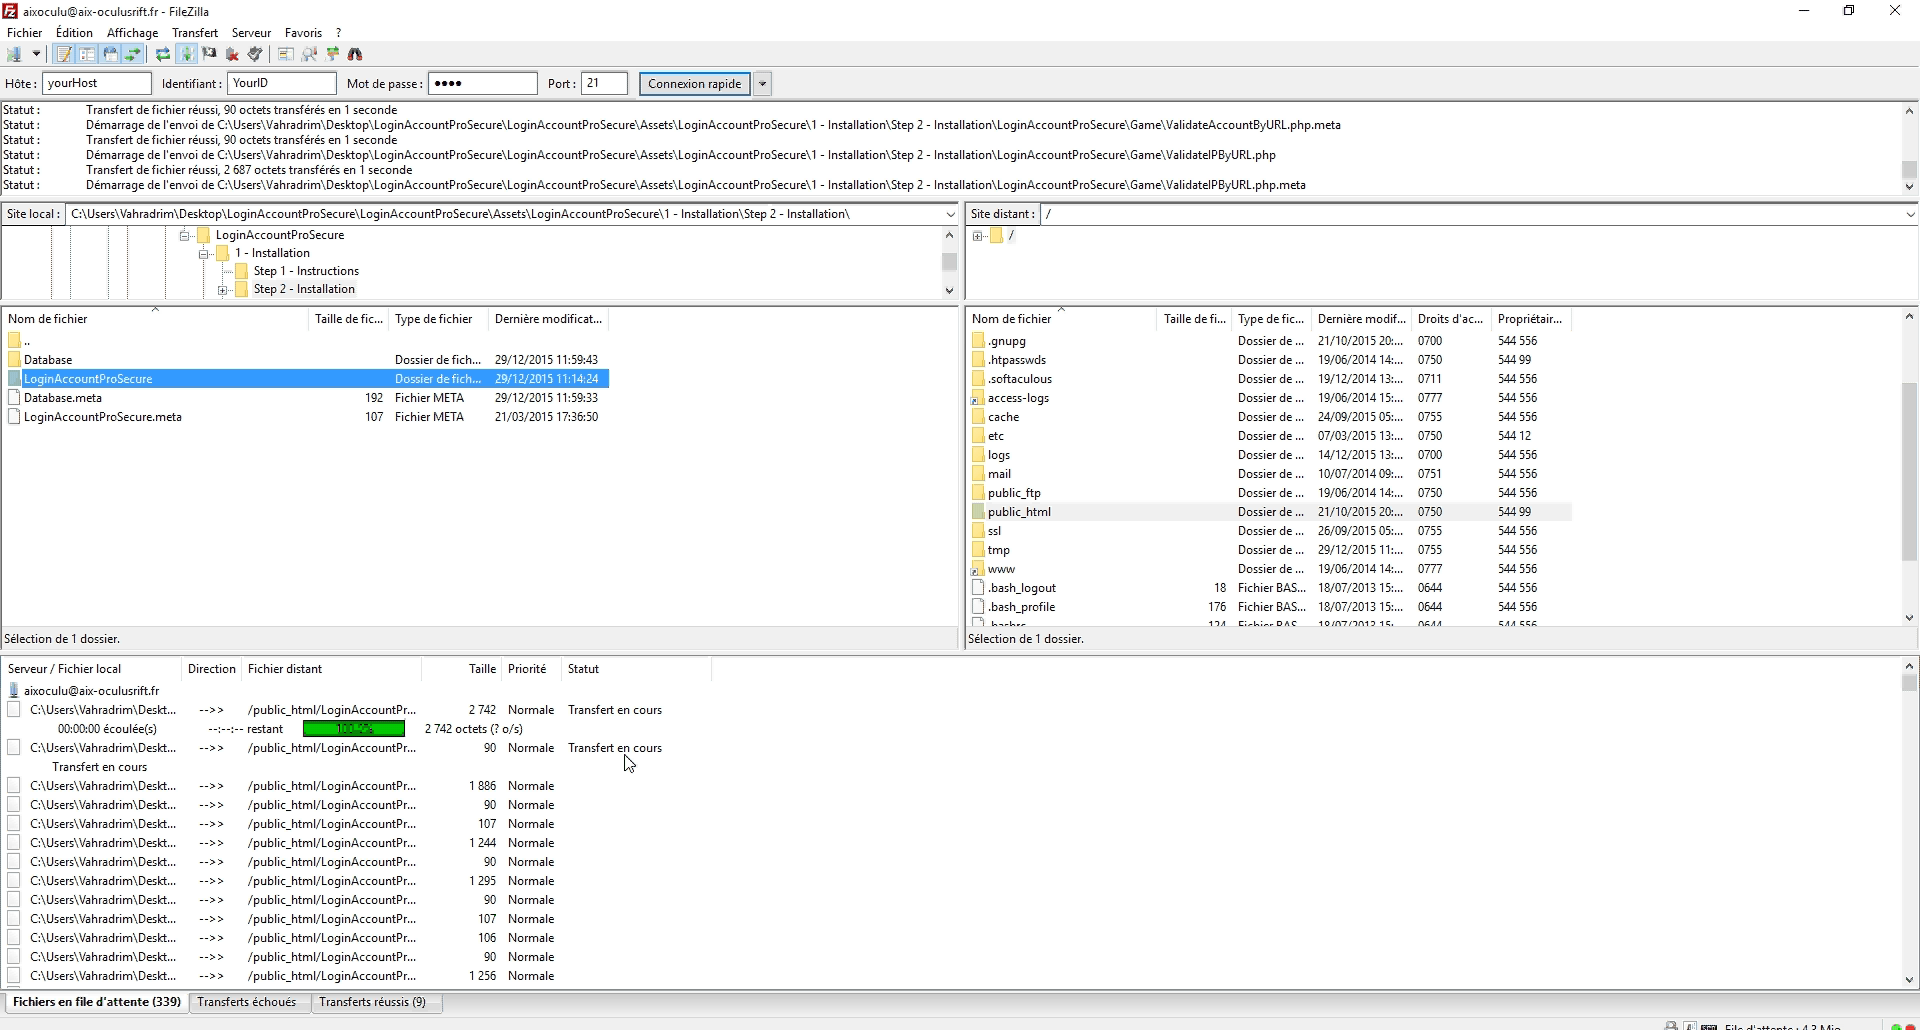 aixoculu@aix-oculusrift.fr - FileZilla
Fichier Édition Affichage Transfert Serveur Favoris ?
Hôte : yourHost Identifiant : YourID Mot de passe : ●●●● Port : 21 Connexion rapide
Statut : Transfert de fichier réussi, 90 octets transférés en 1 seconde
Statut : Démarrage de l'envoi de C:\Users\Vahradrim\Desktop\LoginAccountProSecure\LoginAccountProSecure\Assets\LoginAccountProSecure\1 - Installation\Step 2 - Installation\LoginAccountProSecure\Game\ValidateAccountByURL.php.meta
Statut : Transfert de fichier réussi, 90 octets transférés en 1 seconde
Statut : Démarrage de l'envoi de C:\Users\Vahradrim\Desktop\LoginAccountProSecure\LoginAccountProSecure\Assets\LoginAccountProSecure\1 - Installation\Step 2 - Installation\LoginAccountProSecure\Game\ValidateIPByURL.php
Statut : Transfert de fichier réussi, 2 687 octets transférés en 1 seconde
Statut : Démarrage de l'envoi de C:\Users\Vahradrim\Desktop\LoginAccountProSecure\LoginAccountProSecure\Assets\LoginAccountProSecure\1 - Installation\Step 2 - Installation\LoginAccountProSecure\Game\ValidateIPByURL.php.meta
Site local : C:\Users\Vahradrim\Desktop\LoginAccountProSecure\LoginAccountProSecure\Assets\LoginAccountProSecure\1 - Installation\Step 2 - Installation\
LoginAccountProSecure
1 - Installation
Step 1 - Instructions
Step 2 - Installation
Nom de fichier Taille de fic... Type de fichier Dernière modificat...
..
Database Dossier de fich... 29/12/2015 11:59:43
LoginAccountProSecure Dossier de fich... 29/12/2015 11:14:24
Database.meta 192 Fichier META 29/12/2015 11:59:33
LoginAccountProSecure.meta 107 Fichier META 21/03/2015 17:36:50
Sélection de 1 dossier.
Site distant : /
/
Nom de fichier Taille de fi... Type de fic... Dernière modif... Droits d'ac... Propriétair...
.gnupg Dossier de ... 21/10/2015 20:... 0700 544 556
.htpasswds Dossier de ... 19/06/2014 14:... 0750 544 99
.softaculous Dossier de ... 19/12/2014 13:... 0711 544 556
access-logs Dossier de ... 19/06/2014 15:... 0777 544 556
cache Dossier de ... 24/09/2015 05:... 0755 544 556
etc Dossier de ... 07/03/2015 13:... 0750 544 12
logs Dossier de ... 14/12/2015 13:... 0700 544 556
mail Dossier de ... 10/07/2014 09:... 0751 544 556
public_ftp Dossier de ... 19/06/2014 14:... 0750 544 556
public_html Dossier de ... 21/10/2015 20:... 0750 544 99
ssl Dossier de ... 26/09/2015 05:... 0755 544 556
tmp Dossier de ... 29/12/2015 11:... 0755 544 556
www Dossier de ... 19/06/2014 14:... 0777 544 556
.bash_logout 18 Fichier BAS... 18/07/2013 15:... 0644 544 556
.bash_profile 176 Fichier BAS... 18/07/2013 15:... 0644 544 556
.bashrc 124 Fichier BAS... 18/07/2013 15:... 0644 544 556
Sélection de 1 dossier.
Serveur / Fichier local Direction Fichier distant Taille Priorité Statut
aixoculu@aix-oculusrift.fr
C:\Users\Vahradrim\Deskt... -->> /public_html/LoginAccountPr... 2 742 Normale Transfert en cours
00:00:00 écoulée(s) --:--:-- restant 2 742 octets (? o/s)
C:\Users\Vahradrim\Deskt... -->> /public_html/LoginAccountPr... 90 Normale Transfert en cours
Transfert en cours
C:\Users\Vahradrim\Deskt... -->> /public_html/LoginAccountPr... 1 886 Normale
C:\Users\Vahradrim\Deskt... -->> /public_html/LoginAccountPr... 90 Normale
C:\Users\Vahradrim\Deskt... -->> /public_html/LoginAccountPr... 107 Normale
C:\Users\Vahradrim\Deskt... -->> /public_html/LoginAccountPr... 1 244 Normale
C:\Users\Vahradrim\Deskt... -->> /public_html/LoginAccountPr... 90 Normale
C:\Users\Vahradrim\Deskt... -->> /public_html/LoginAccountPr... 1 295 Normale
C:\Users\Vahradrim\Deskt... -->> /public_html/LoginAccountPr... 90 Normale
C:\Users\Vahradrim\Deskt... -->> /public_html/LoginAccountPr... 107 Normale
C:\Users\Vahradrim\Deskt... -->> /public_html/LoginAccountPr... 106 Normale
C:\Users\Vahradrim\Deskt... -->> /public_html/LoginAccountPr... 90 Normale
C:\Users\Vahradrim\Deskt... -->> /public_html/LoginAccountPr... 1 256 Normale
Fichiers en file d'attente (339) Transferts échoués Transferts réussis (9)
File d'attente : 4,3 Mio